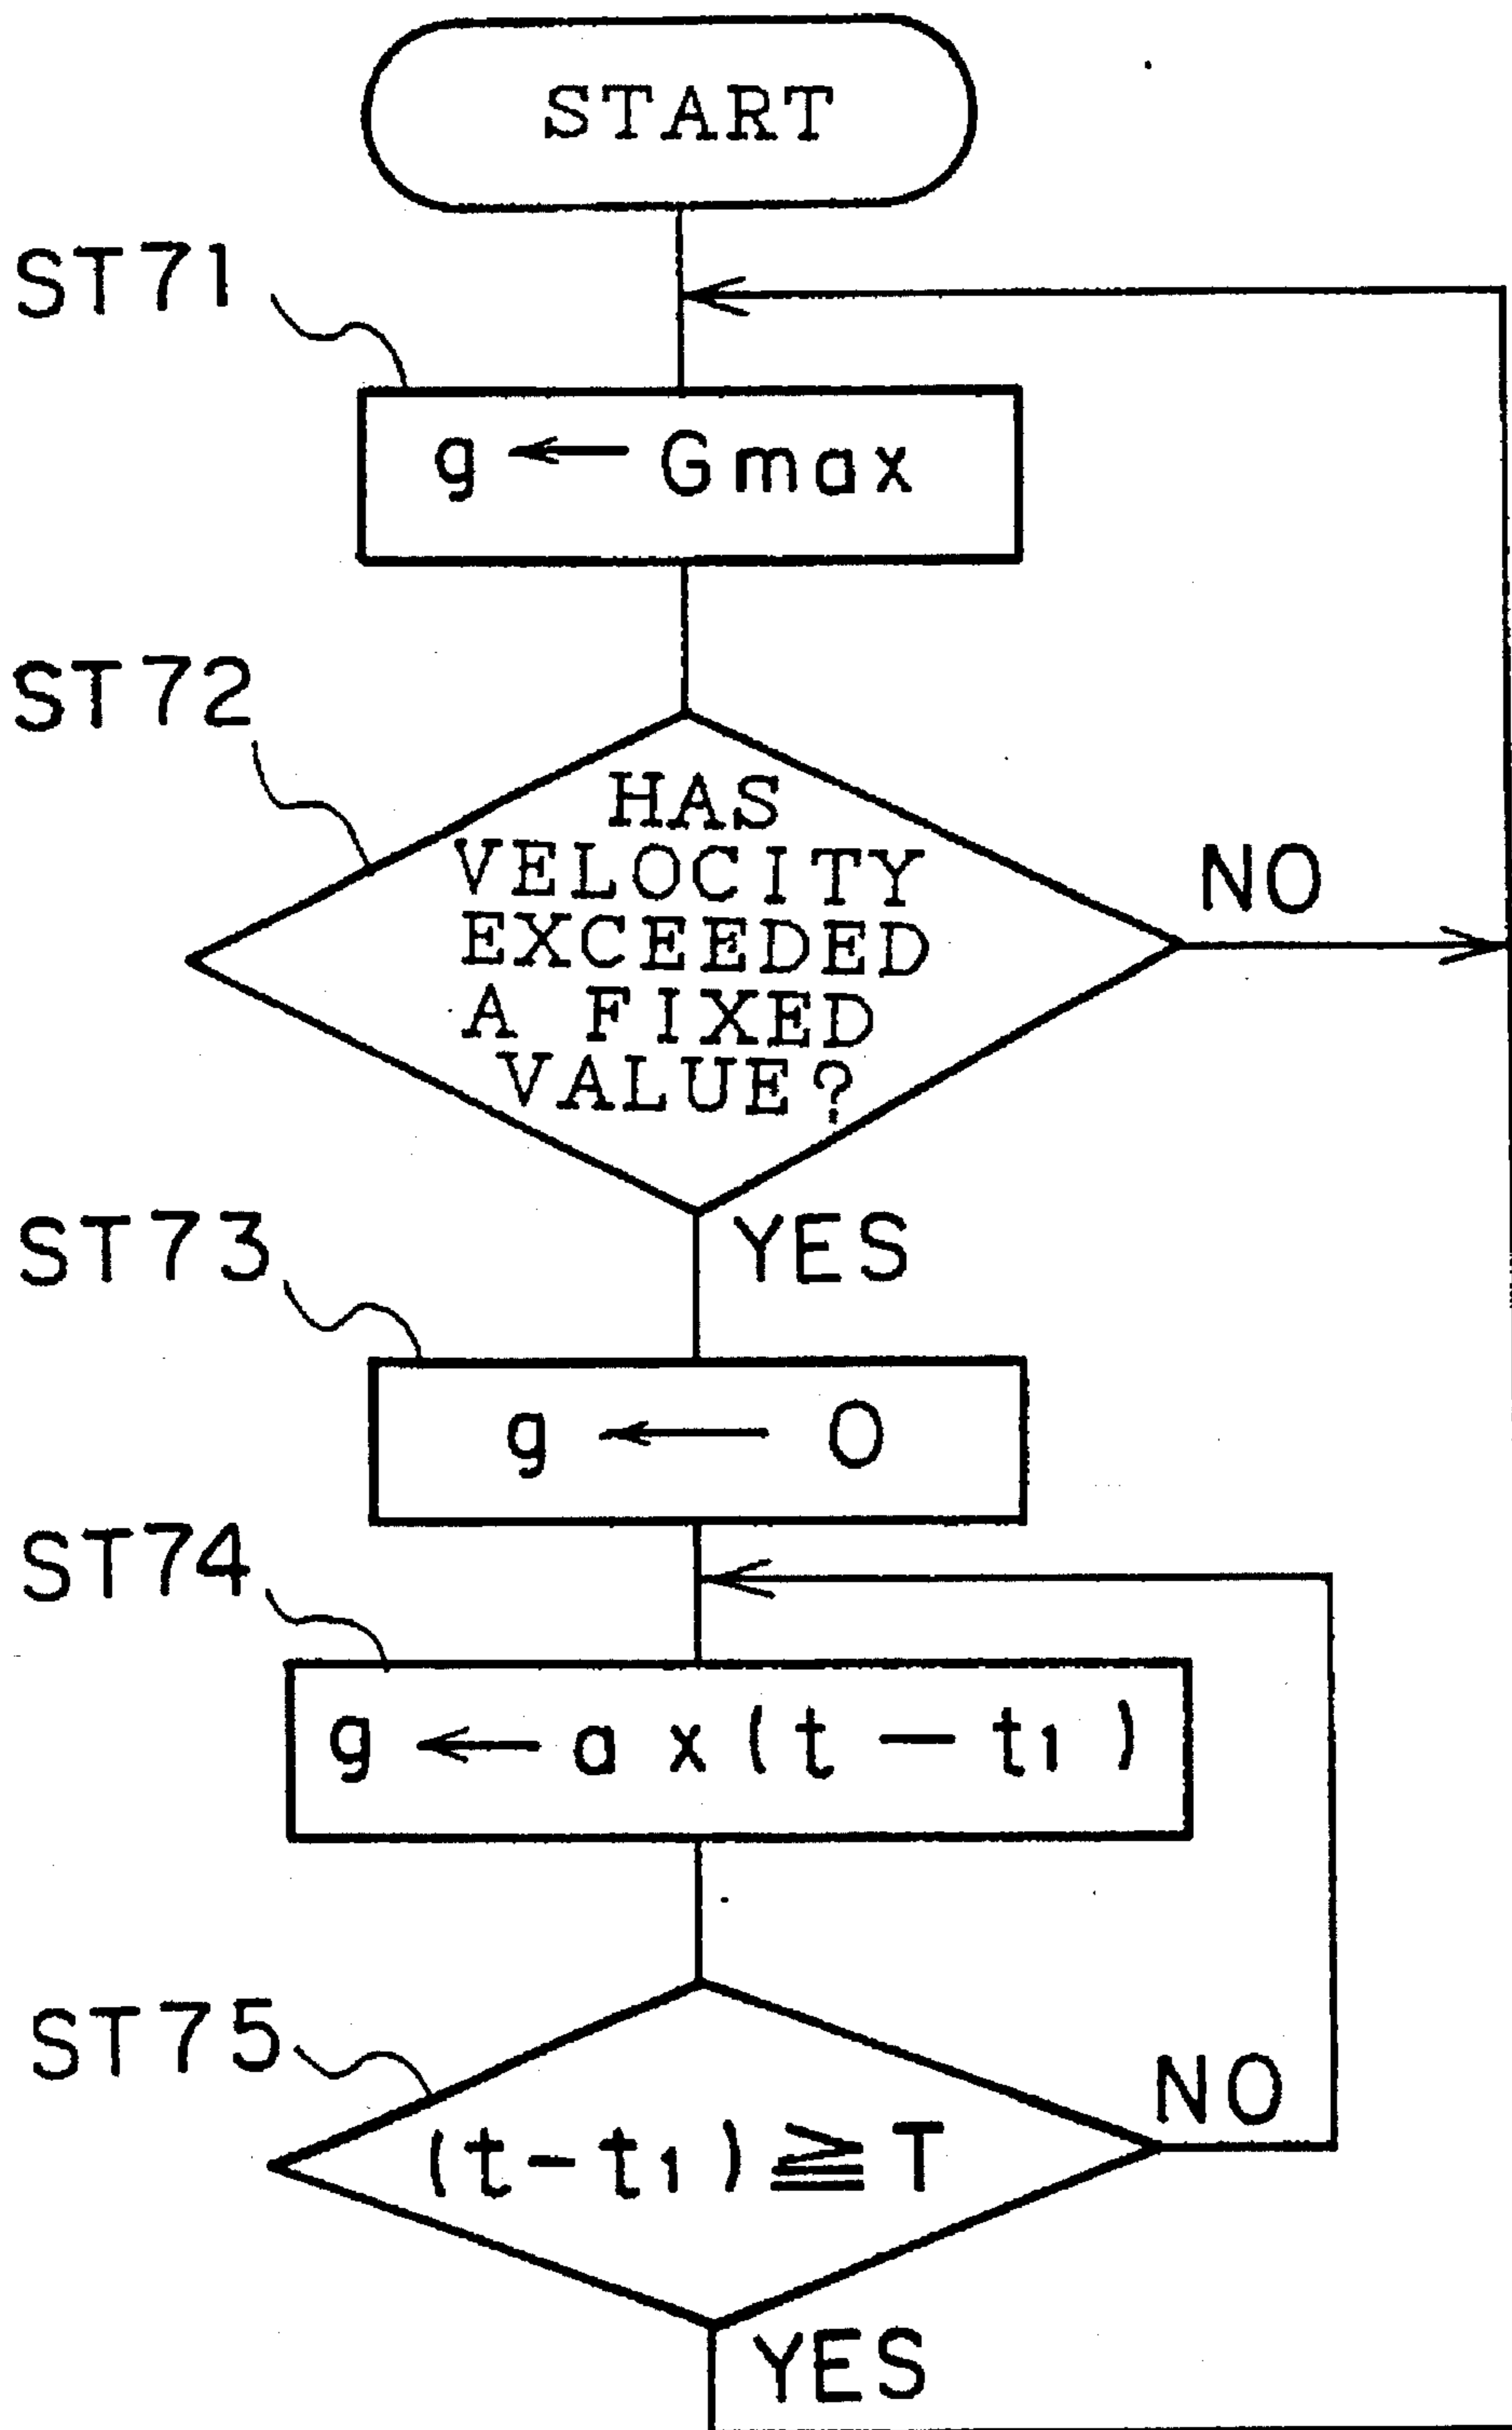 START
ST71
g ← Gmax
ST72
HAS
VELOCITY
EXCEEDED
A FIXED
VALUE?
NO
YES
ST73
g ← 0
ST74
g ← a x (t − t1)
ST75
(t−t1) ≧ T
NO
YES